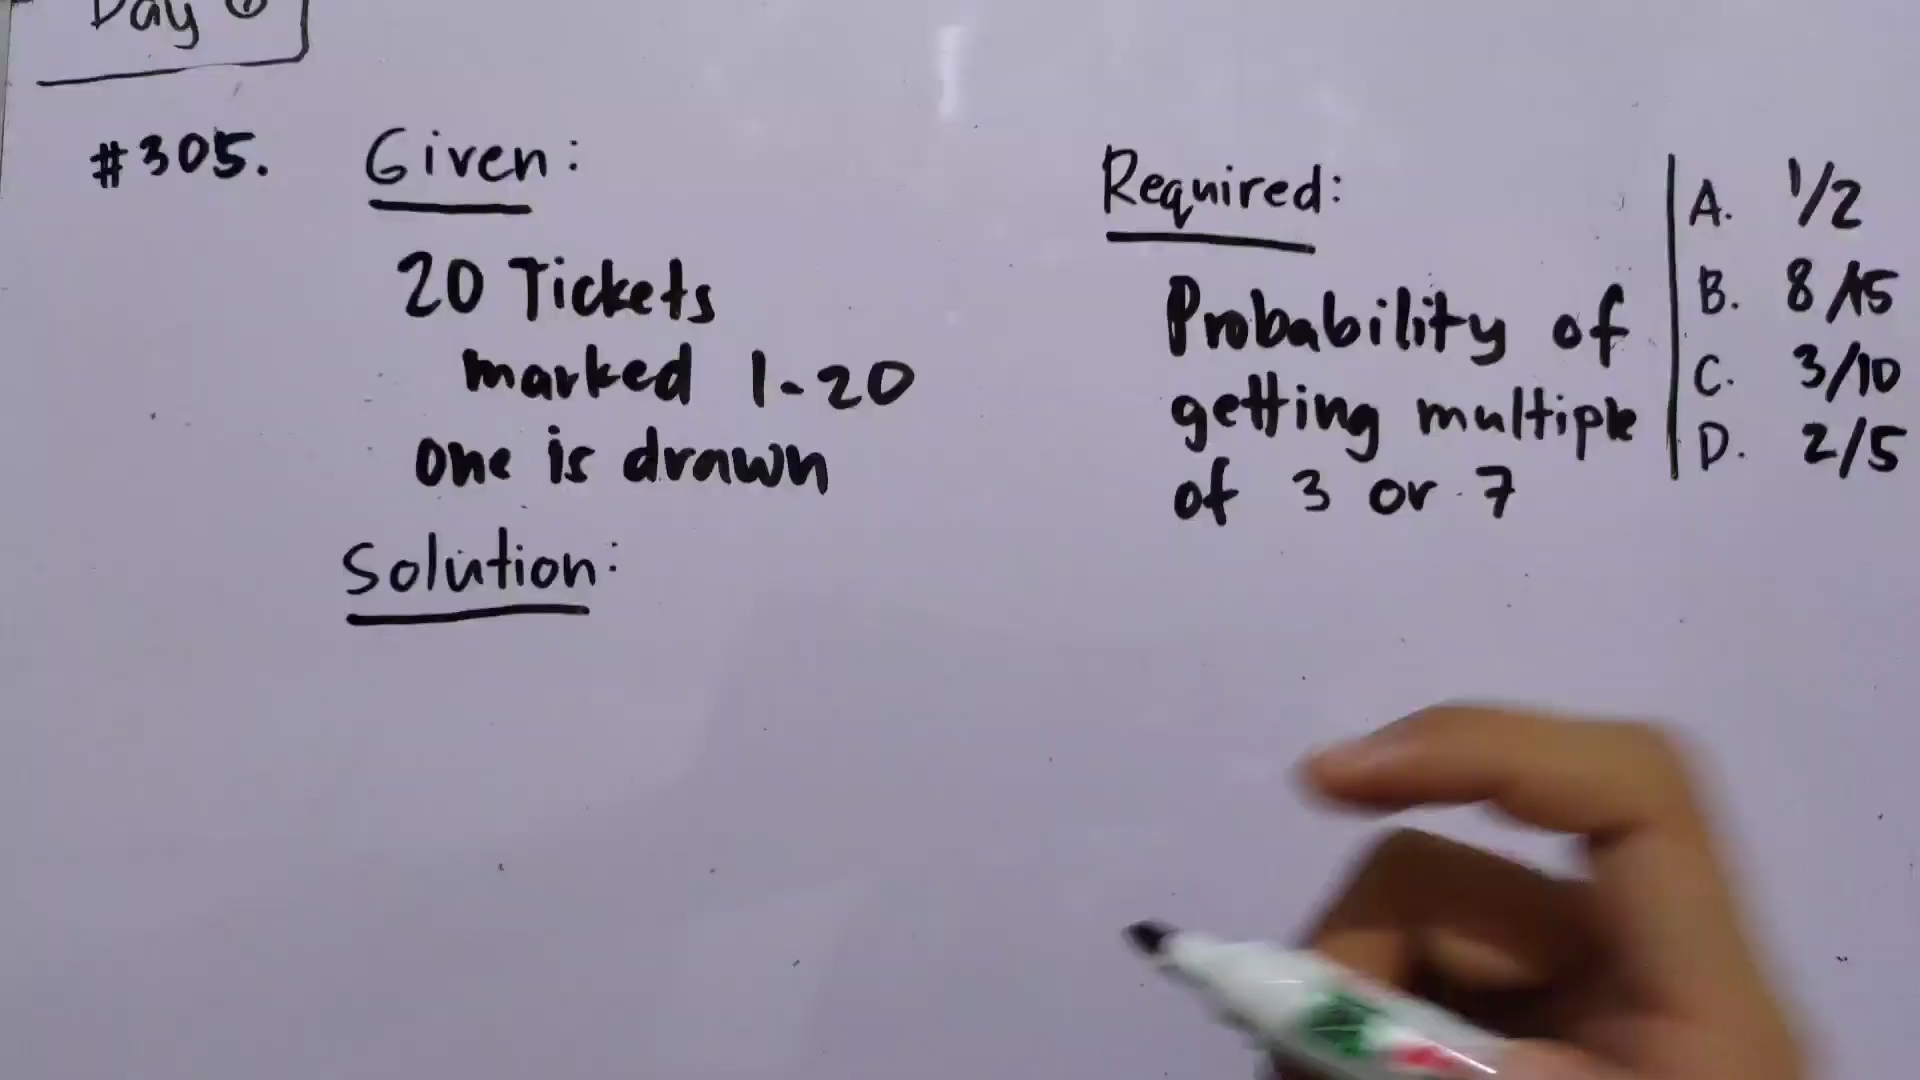 Day
#305. Given:
20 Tickets
marked 1-20
one is drawn
Solution:
Required:
Probability of
getting multiple
of 3 or 7
A. 1/2
B. 8/15
C. 3/10
D. 2/5